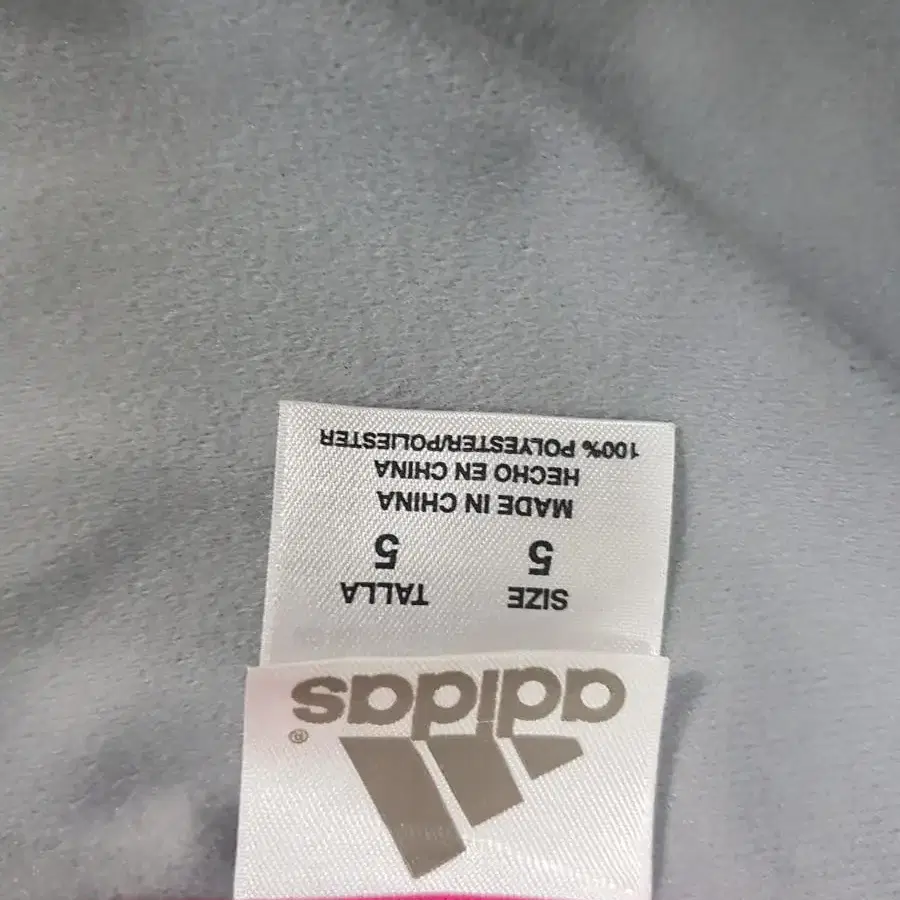 adidas
®
SIZE TALLA
5 5
MADE IN CHINA
HECHO EN CHINA
100% POLYESTER/POLIESTER